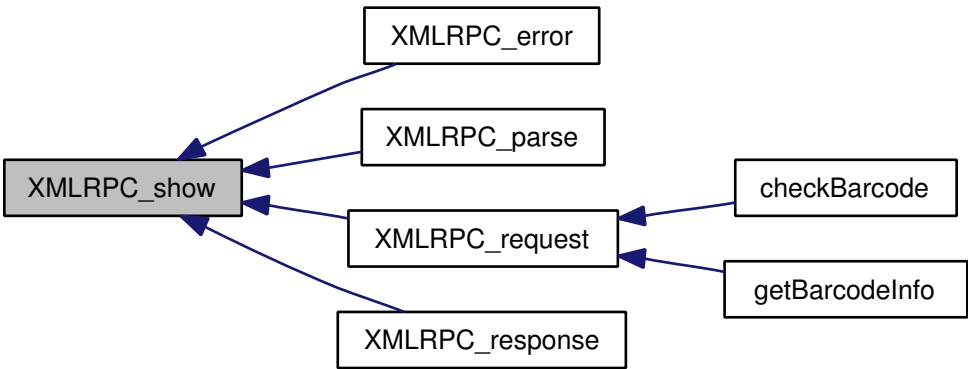 XMLRPC_error
XMLRPC_parse
XMLRPC_show
checkBarcode
XMLRPC_request
getBarcodeInfo
XMLRPC_response